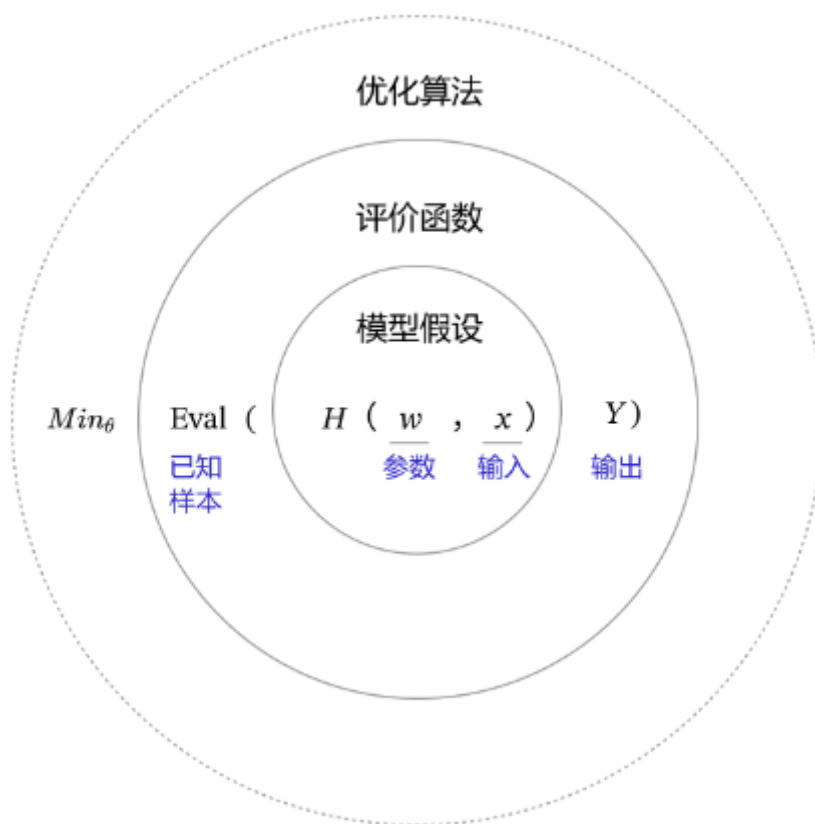 优化算法
评价函数
模型假设
Min_θ Eval ( H ( w , x ) Y )
已知 参数 输入 输出
样本